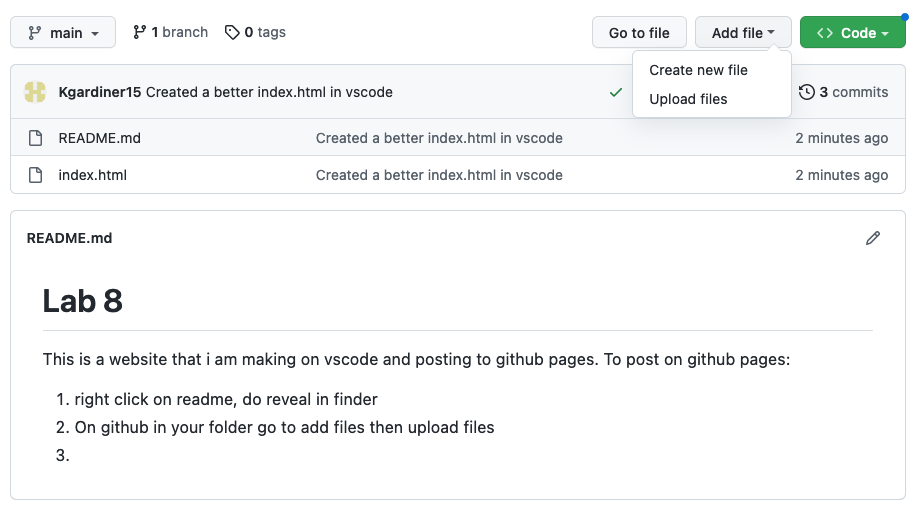 main 1 branch 0 tags Go to file Add file Code
Create new file
Upload files
Kgardiner15 Created a better index.html in vscode 3 commits
README.md Created a better index.html in vscode 2 minutes ago
index.html Created a better index.html in vscode 2 minutes ago
README.md
Lab 8
This is a website that i am making on vscode and posting to github pages. To post on github pages:
1. right click on readme, do reveal in finder
2. On github in your folder go to add files then upload files
3.